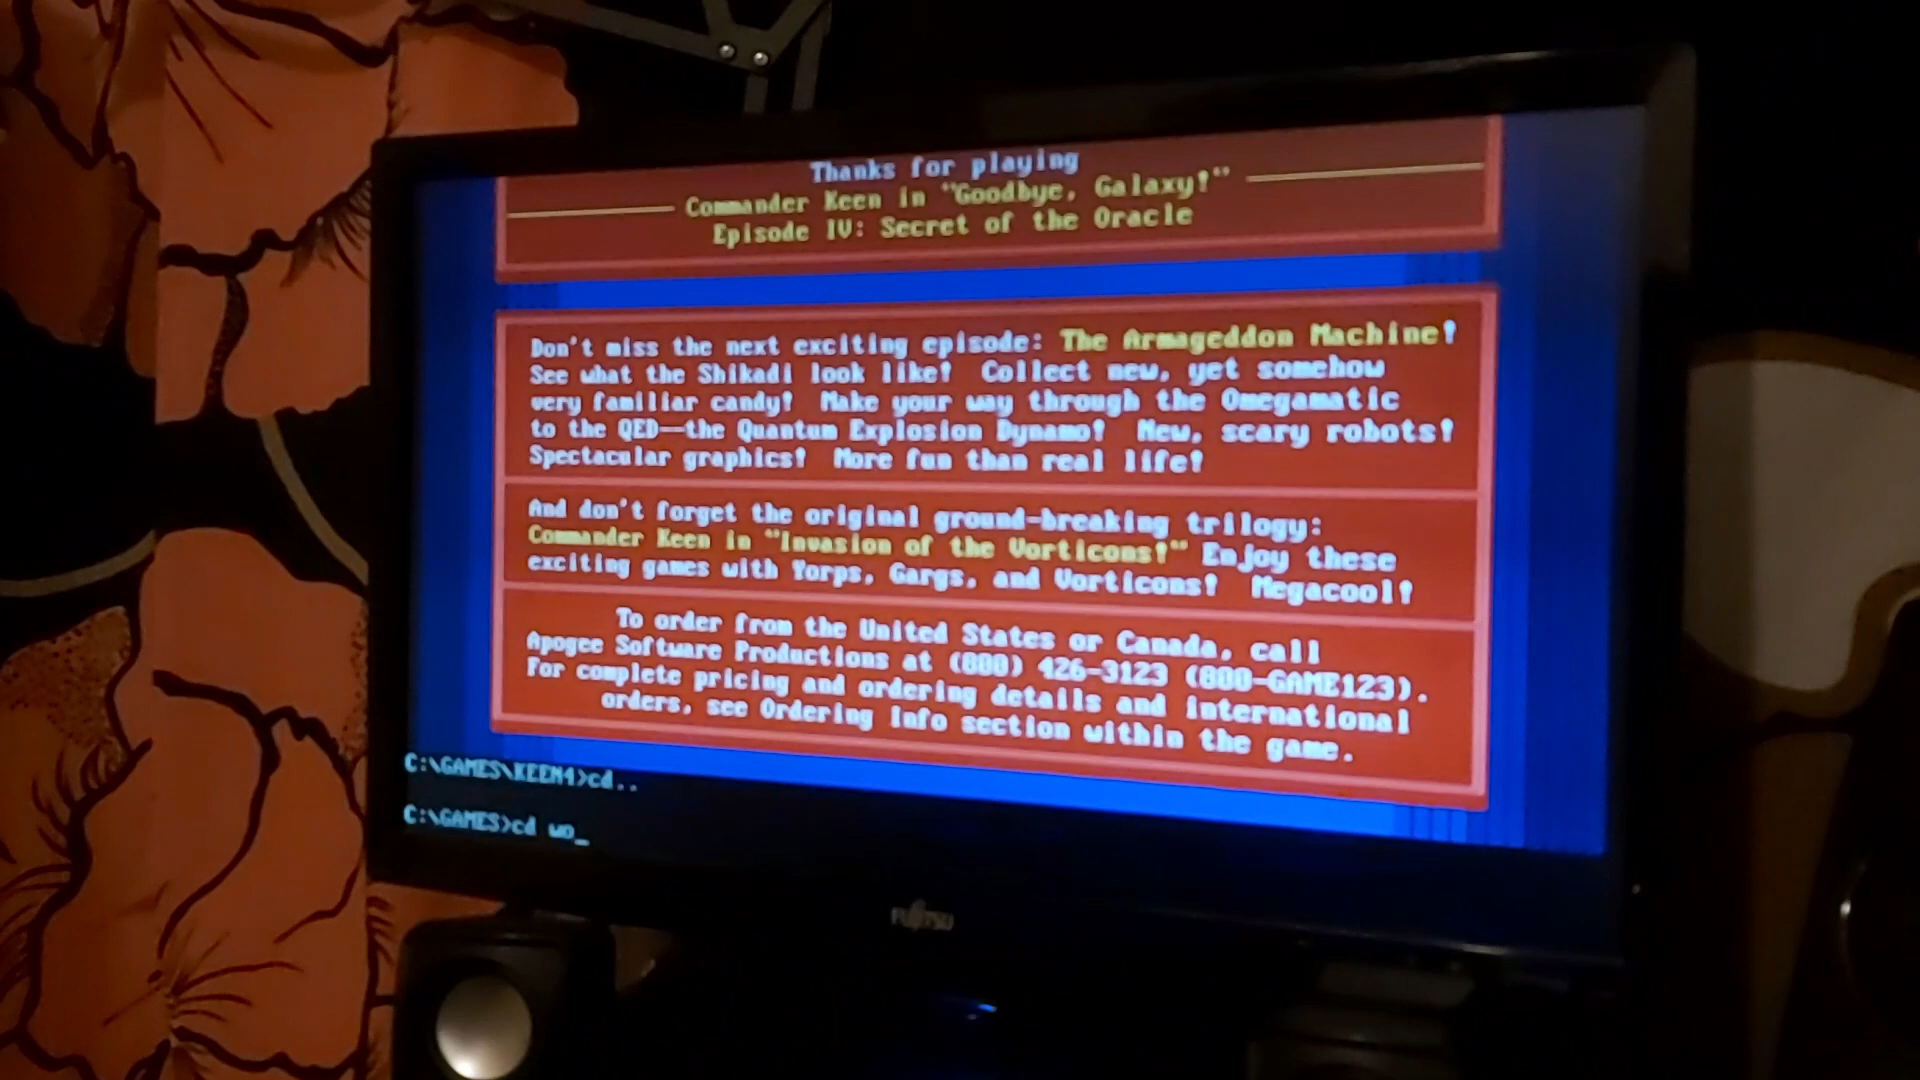 Thanks for playing
Commander Keen in "Goodbye, Galaxy!"
Episode IV: Secret of the Oracle
Don't miss the next exciting episode: The Armageddon Machine!
See what the Shikadi look like! Collect new, yet somehow
very familiar candy! Make your way through the Omegamatic
to the QED--the Quantum Explosion Dynamo! New, scary robots!
Spectacular graphics! More fun than real life!
And don't forget the original ground-breaking trilogy:
Commander Keen in "Invasion of the Vorticons!" Enjoy these
exciting games with Yorps, Gargs, and Vorticons! Megacool!
To order from the United States or Canada, call
Apogee Software Productions at (800) 426-3123 (800-GAME123).
For complete pricing and ordering details and international
orders, see Ordering Info section within the game.
C:\GAMES\KEEN4>cd..
C:\GAMES>cd wo_
FUJITSU